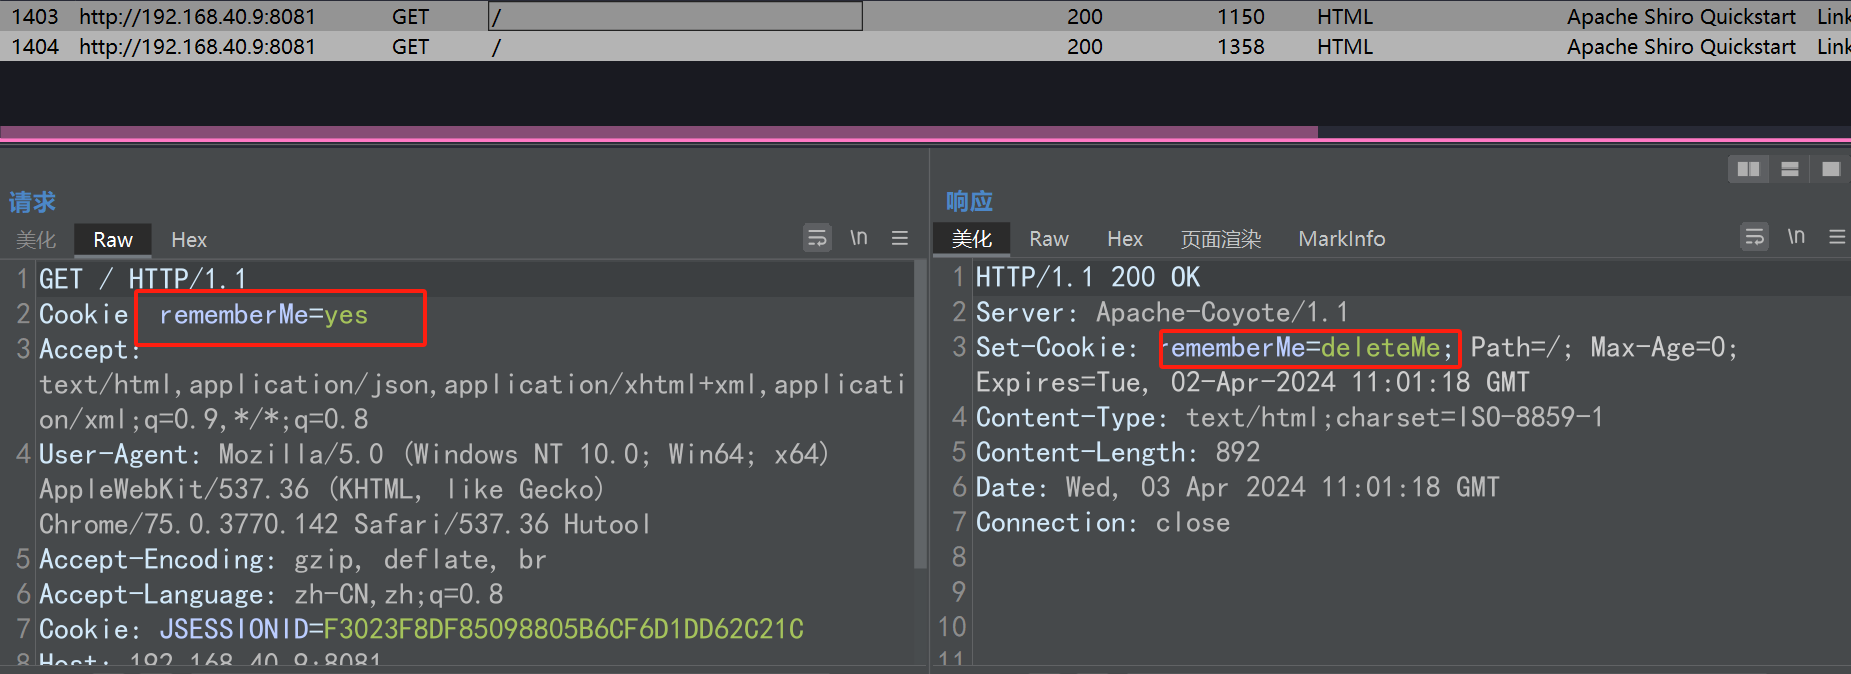 1403 http://192.168.40.9:8081 GET / 200 1150 HTML Apache Shiro Quickstart Link
1404 http://192.168.40.9:8081 GET / 200 1358 HTML Apache Shiro Quickstart Link
请求
美化 Raw Hex \n
1 GET / HTTP/1.1
2 Cookie rememberMe=yes
3 Accept:
text/html,application/json,application/xhtml+xml,applicati
on/xml;q=0.9,*/*;q=0.8
4 User-Agent: Mozilla/5.0 (Windows NT 10.0; Win64; x64)
AppleWebKit/537.36 (KHTML, like Gecko)
Chrome/75.0.3770.142 Safari/537.36 Hutool
5 Accept-Encoding: gzip, deflate, br
6 Accept-Language: zh-CN,zh;q=0.8
7 Cookie: JSESSIONID=F3023F8DF85098805B6CF6D1DD62C21C
8 Host: 192.168.40.9:8081
响应
美化 Raw Hex 页面渲染 MarkInfo \n
1 HTTP/1.1 200 OK
2 Server: Apache-Coyote/1.1
3 Set-Cookie: rememberMe=deleteMe; Path=/; Max-Age=0;
Expires=Tue, 02-Apr-2024 11:01:18 GMT
4 Content-Type: text/html;charset=ISO-8859-1
5 Content-Length: 892
6 Date: Wed, 03 Apr 2024 11:01:18 GMT
7 Connection: close
8
9
10
11